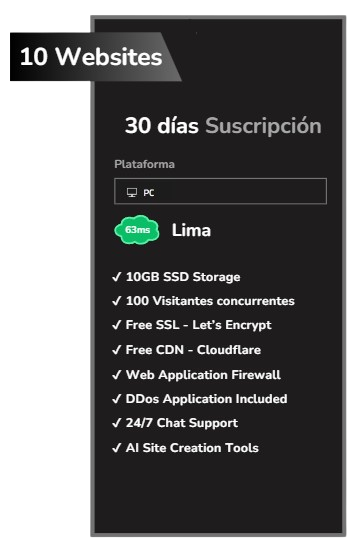 10 Websites
30 días Suscripción
Plataforma
PC
63ms Lima
✓ 10GB SSD Storage
✓ 100 Visitantes concurrentes
✓ Free SSL - Let’s Encrypt
✓ Free CDN - Cloudflare
✓ Web Application Firewall
✓ DDos Application Included
✓ 24/7 Chat Support
✓ AI Site Creation Tools